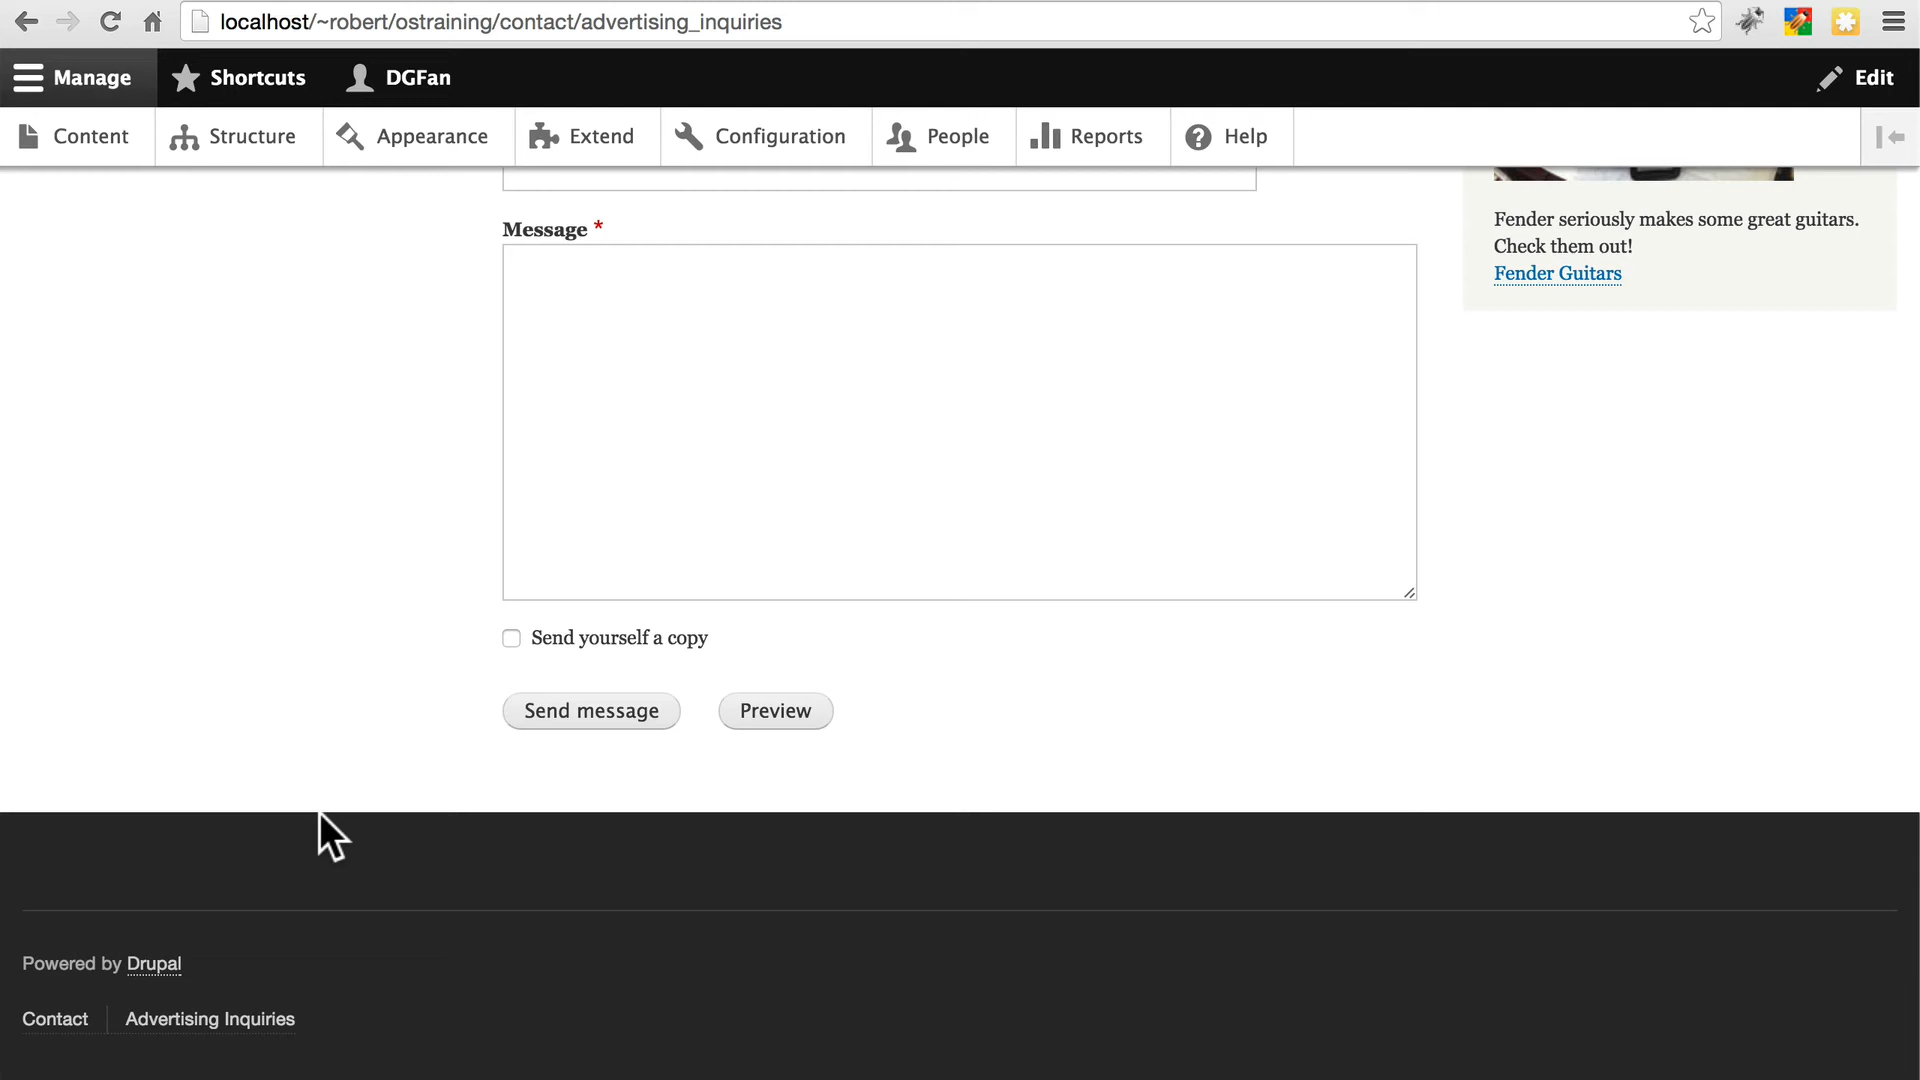 localhost/~robert/ostraining/contact/advertising_inquiries
Manage Shortcuts DGFan Edit
Content Structure Appearance Extend Configuration People Reports Help
Message *
Fender seriously makes some great guitars.
Check them out!
Fender Guitars
Send yourself a copy
Send message Preview
Powered by Drupal
Contact Advertising Inquiries